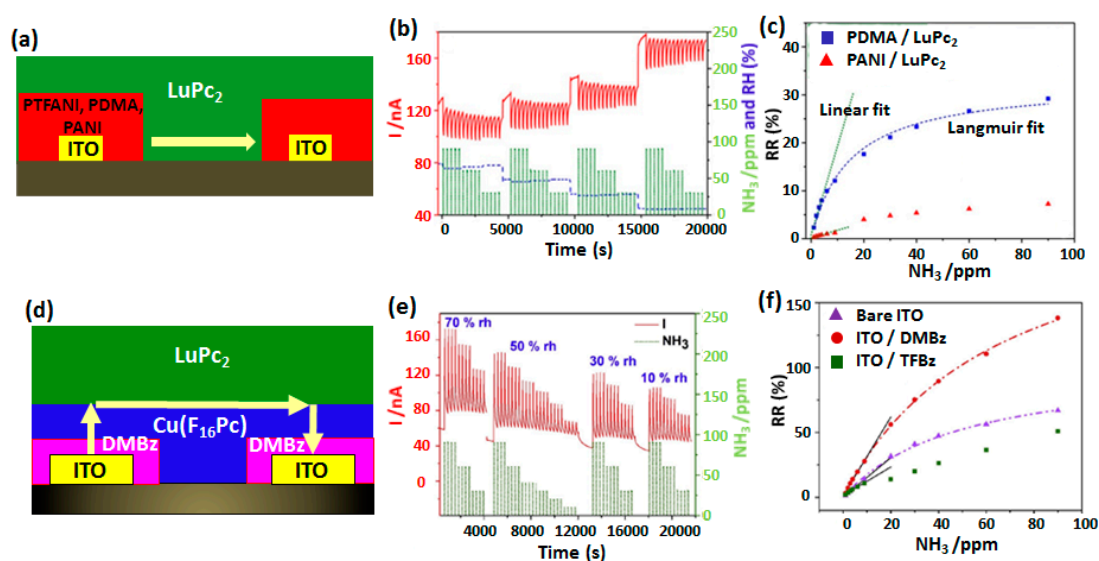 (a)
LuPc2
PTFANI, PDMA,
PANI
ITO
ITO
(b)
I /nA
160
120
80
40
0
5000
10000
15000
20000
Time (s)
250
200
150
100
50
0
NH3 /ppm and RH (%)
(c)
PDMA / LuPc2
PANI / LuPc2
Linear fit
Langmuir fit
RR (%)
30
20
10
0
0
20
40
60
80
100
NH3 /ppm
(d)
LuPc2
Cu(F16Pc)
DMBz
DMBz
ITO
ITO
(e)
I /nA
160
120
80
40
0
70 % rh
50 % rh
30 % rh
10 % rh
I
NH3
4000
8000
12000
16000
20000
Time (s)
250
200
150
100
50
0
NH3 /ppm
(f)
Bare ITO
ITO / DMBz
ITO / TFBz
RR (%)
150
100
50
0
0
20
40
60
80
100
NH3 /ppm